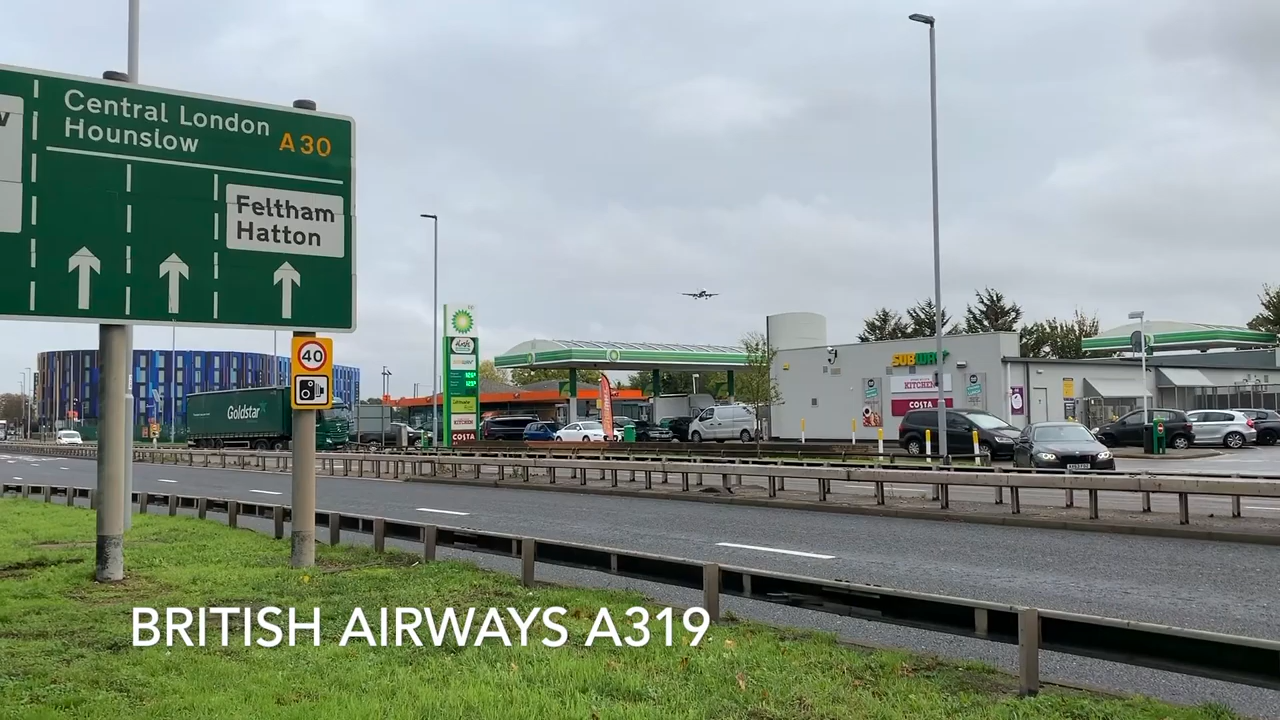 Central London
Hounslow
A30
Feltham
Hatton
40
SUBWAY
KITCHEN
COSTA
Goldstar
COSTA
BRITISH AIRWAYS A319